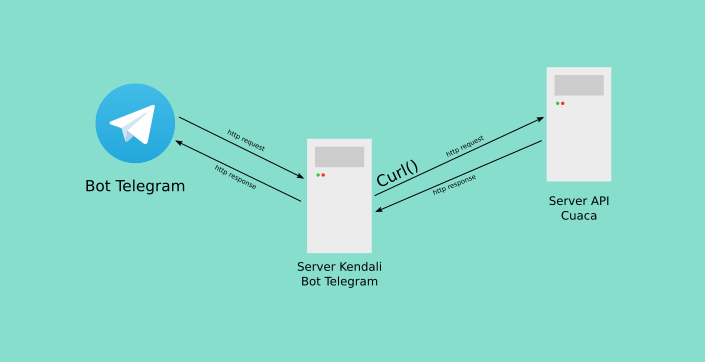 Bot Telegram
http request
http response
Server Kendali
Bot Telegram
Curl()
http request
http response
Server API
Cuaca